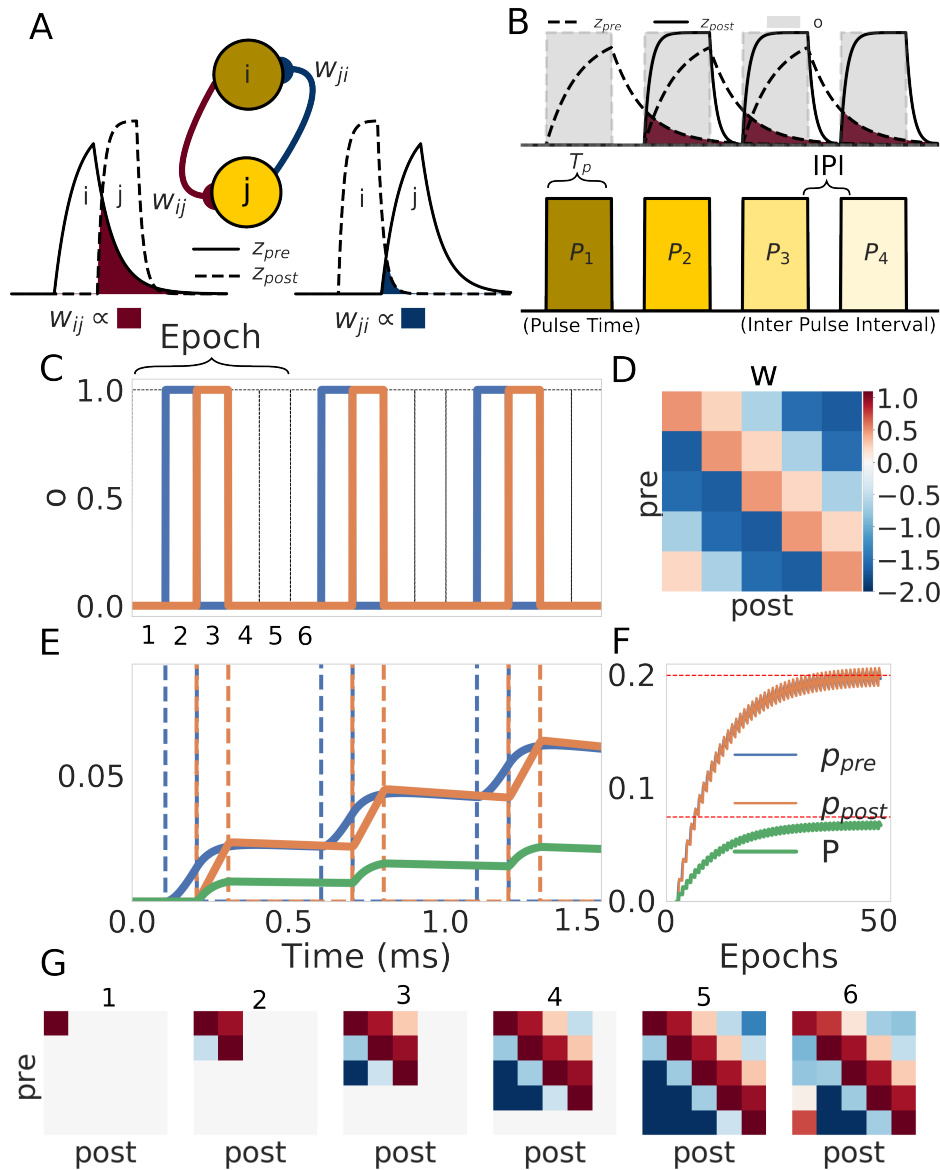 A
i
w_ji
j
w_ij
i
j
i
j
z_pre
z_post
w_ij ∝
w_ji ∝
B
z_pre
z_post
o
T_p
IPI
P_1
P_2
P_3
P_4
(Pulse Time)
(Inter Pulse Interval)
C
Epoch
1.0
0.5
0.0
o
1 2 3 4 5 6
D
w
pre
post
1.0
0.5
0.0
−0.5
−1.0
−1.5
−2.0
E
0.05
0.0 0.5 1.0 1.5
Time (ms)
F
0.2
0.1
0.0
p_pre
p_post
P
0 50
Epochs
G
1 2 3 4 5 6
pre
post post post post post post